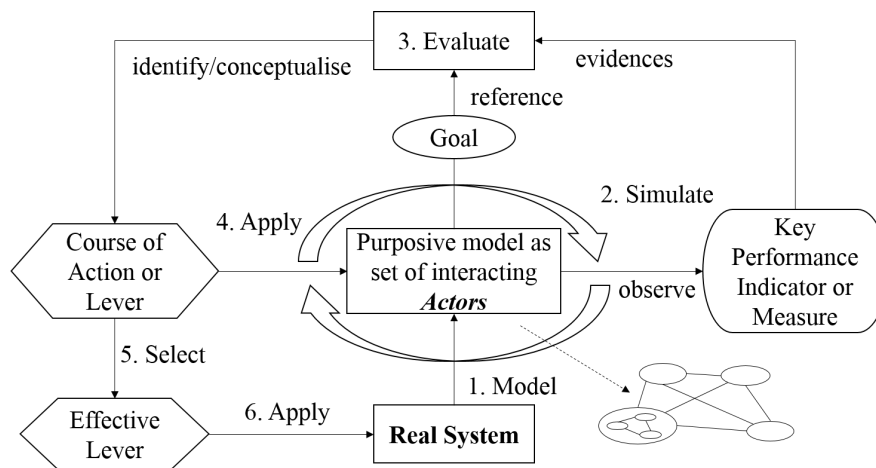 3. Evaluate
identify/conceptualise
evidences
reference
Goal
2. Simulate
4. Apply
Course of
Action or
Lever
Purposive model as
set of interacting
Actors
observe
Key
Performance
Indicator or
Measure
5. Select
1. Model
6. Apply
Effective
Lever
Real System